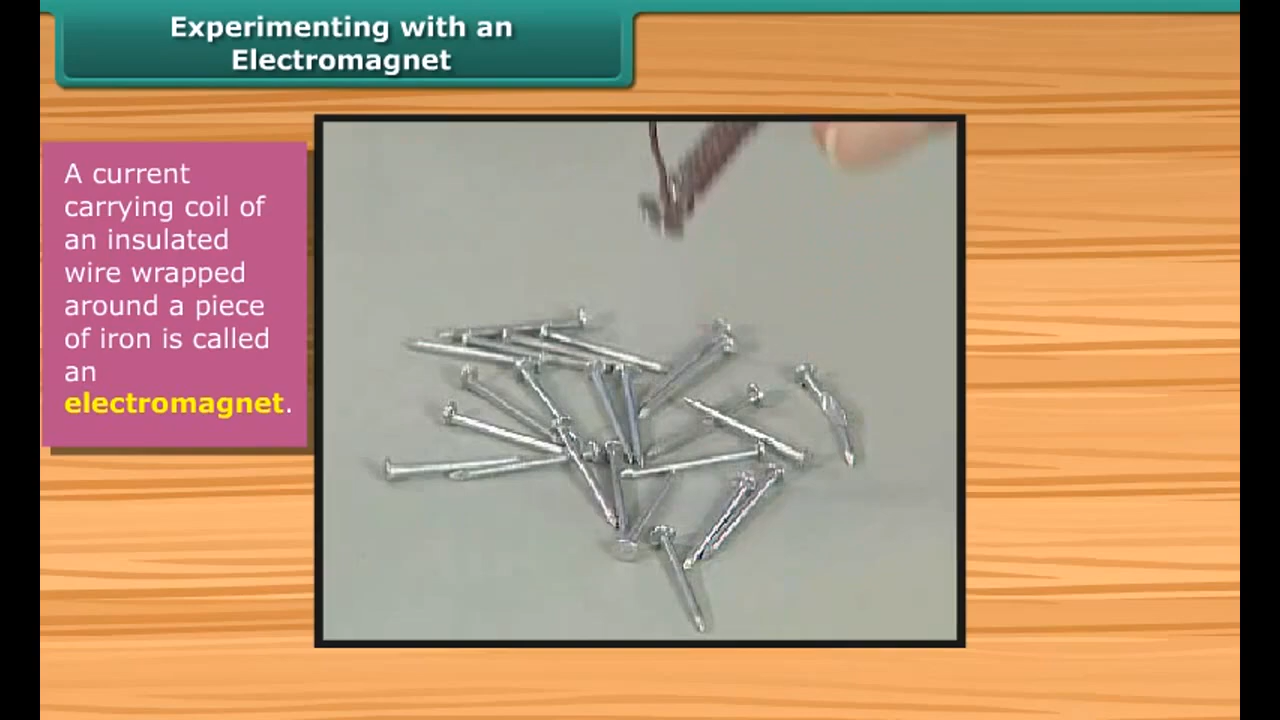 Experimenting with an
Electromagnet
A current
carrying coil of
an insulated
wire wrapped
around a piece
of iron is called
an
electromagnet.